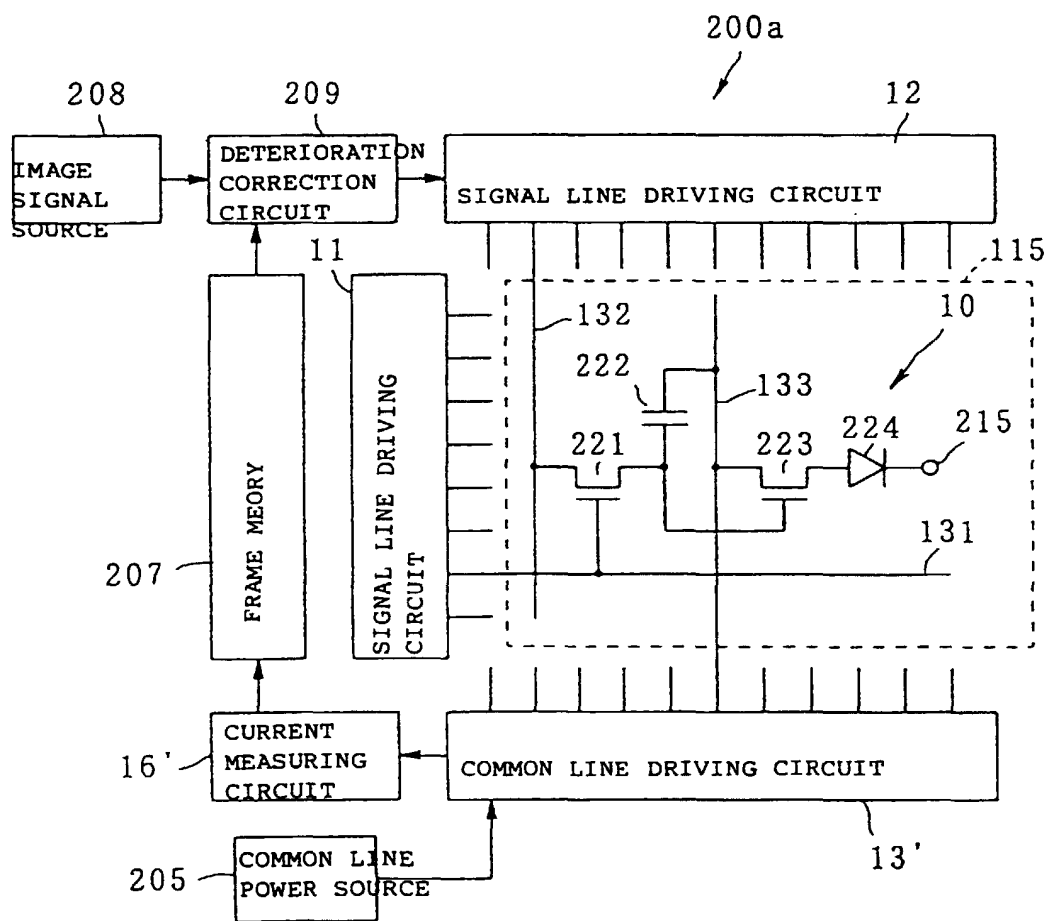 200a
208
209
12
IMAGE
SIGNAL
SOURCE
DETERIORATION
CORRECTION
CIRCUIT
SIGNAL LINE DRIVING CIRCUIT
11
115
10
132
222
133
224
215
221
223
131
207
FRAME MEORY
SIGNAL LINE DRIVING
CIRCUIT
16'
CURRENT
MEASURING
CIRCUIT
COMMON LINE DRIVING CIRCUIT
13'
205
COMMON LINE
POWER SOURCE